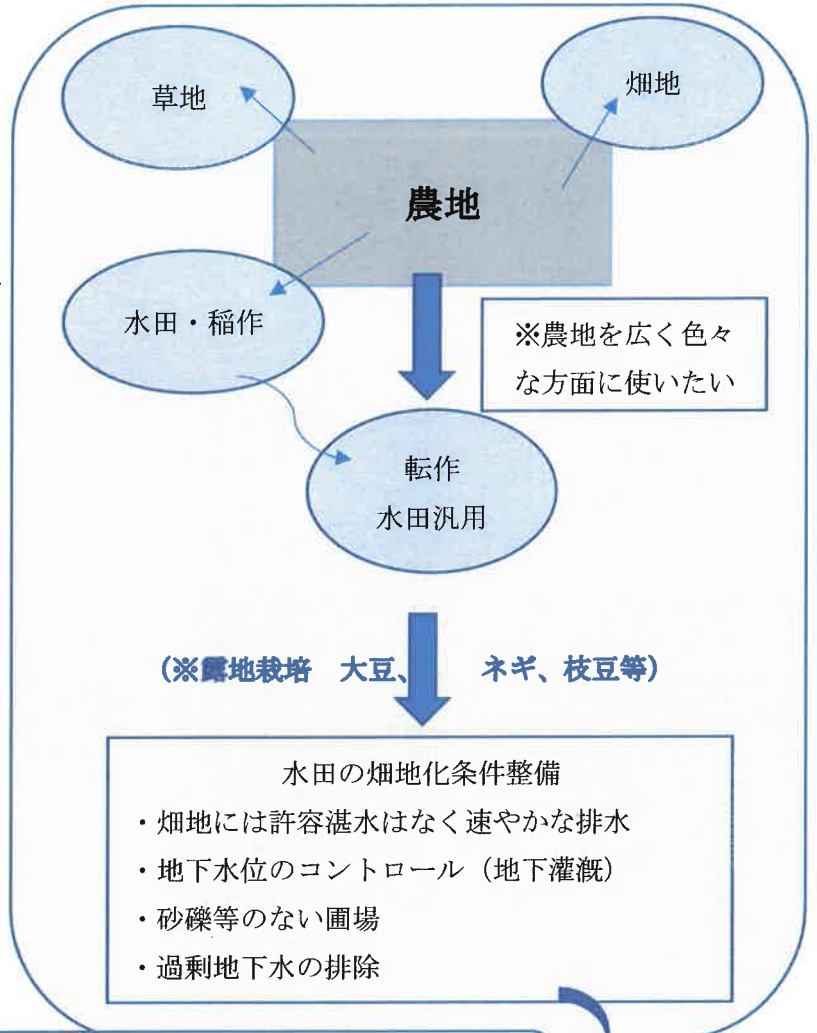 草地
畑地
農地
水田・稲作
※農地を広く色々
な方面に使いたい
転作
水田汎用
(※露地栽培 大豆、 ネギ、枝豆等)
水田の畑地化条件整備
・畑地には許容湛水はなく速やかな排水
・地下水位のコントロール（地下灌漑）
・砂礫等のない圃場
・過剰地下水の排除